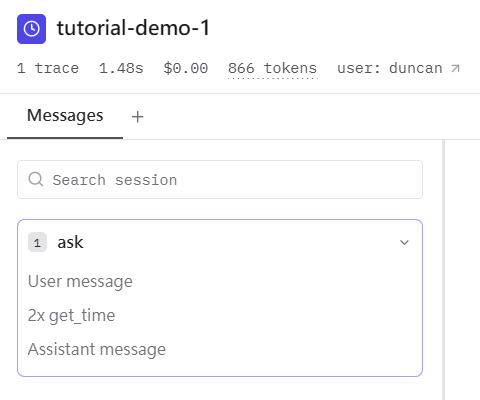 tutorial-demo-1
1 trace 1.48s $0.00 866 tokens user: duncan ↗
Messages +
Search session
1 ask
User message
2x get_time
Assistant message